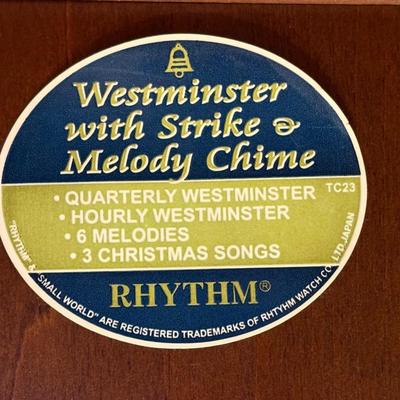 Westminster
with Strike &
Melody Chime
• QUARTERLY WESTMINSTER
TC23
• HOURLY WESTMINSTER
• 6 MELODIES
• 3 CHRISTMAS SONGS
RHYTHM®
"RHYTHM" & "SMALL WORLD" ARE REGISTERED TRADEMARKS OF RHTYHM WATCH CO., LTD. JAPAN